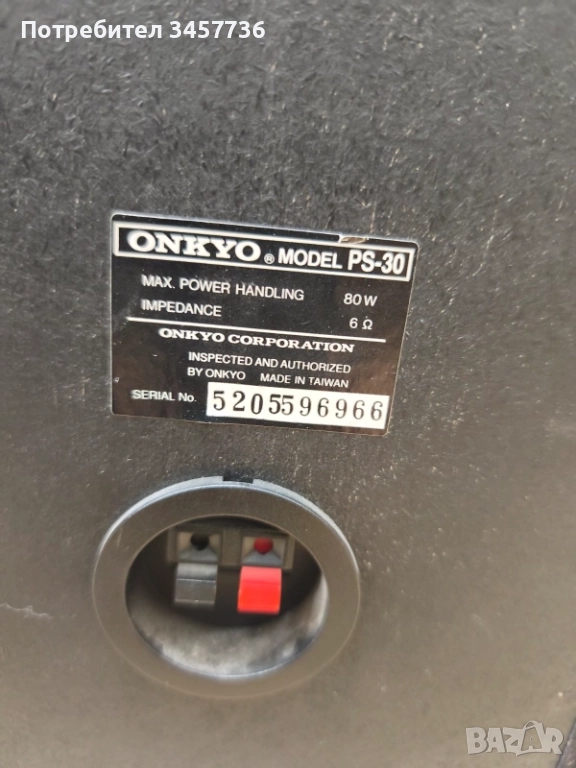 Потребител 3457736
ONKYO ® MODEL PS-30
MAX. POWER HANDLING 80 W
IMPEDANCE 6 Ω
ONKYO CORPORATION
INSPECTED AND AUTHORIZED
BY ONKYO MADE IN TAIWAN
SERIAL No. 5205596966
BAZAR